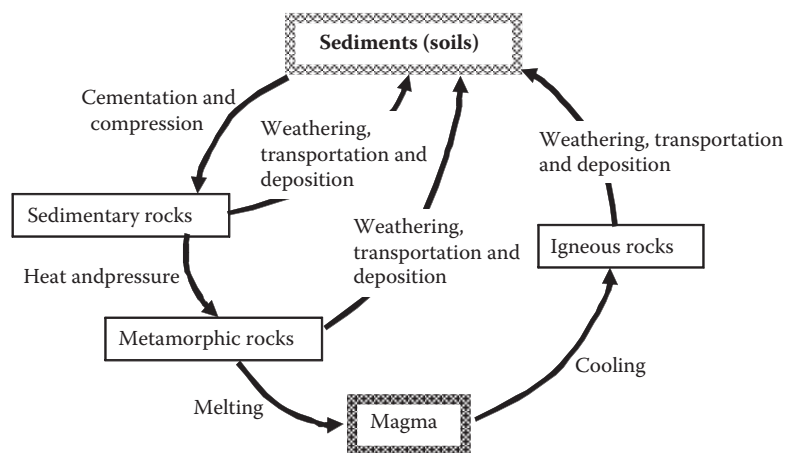 Sediments (soils)
Cementation and
compression
Weathering,
transportation and
deposition
Weathering, transportation
and deposition
Sedimentary rocks
Weathering,
transportation and
deposition
Igneous rocks
Heat andpressure
Metamorphic rocks
Cooling
Melting
Magma